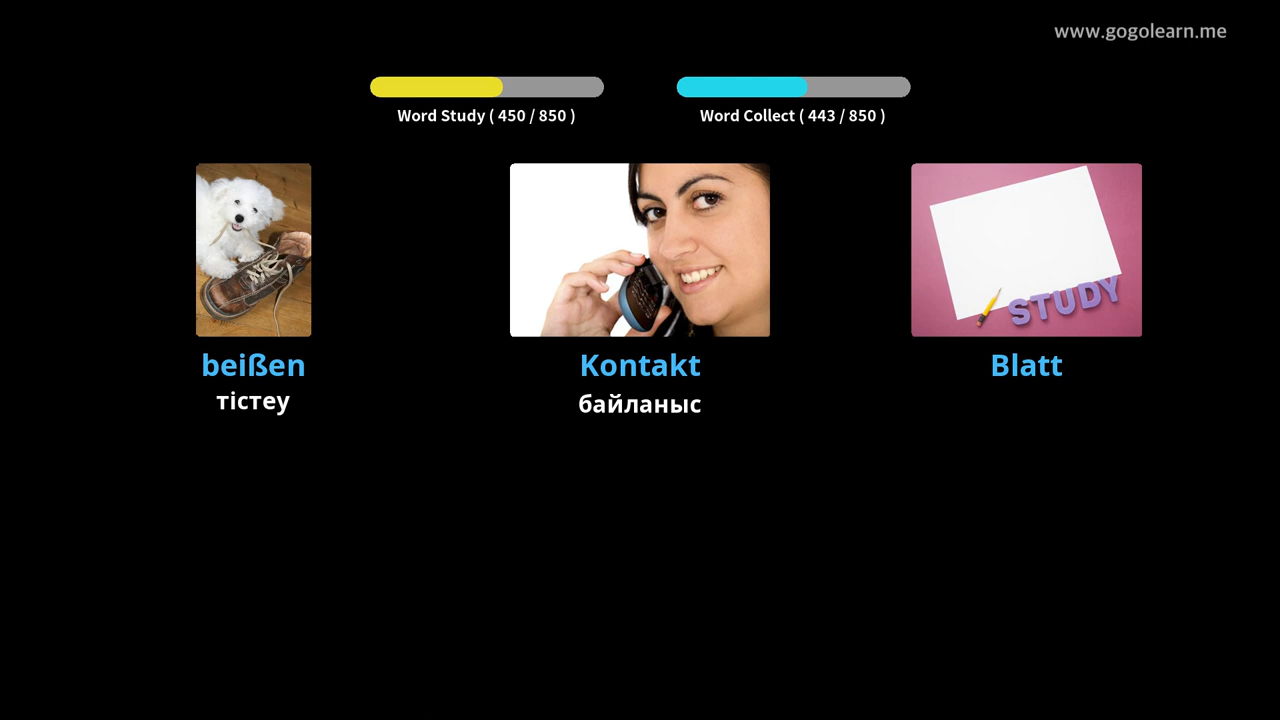 www.gogolearn.me
Word Study ( 450 / 850 )
Word Collect ( 443 / 850 )
STUDY
beißen
тістеу
Kontakt
байланыс
Blatt